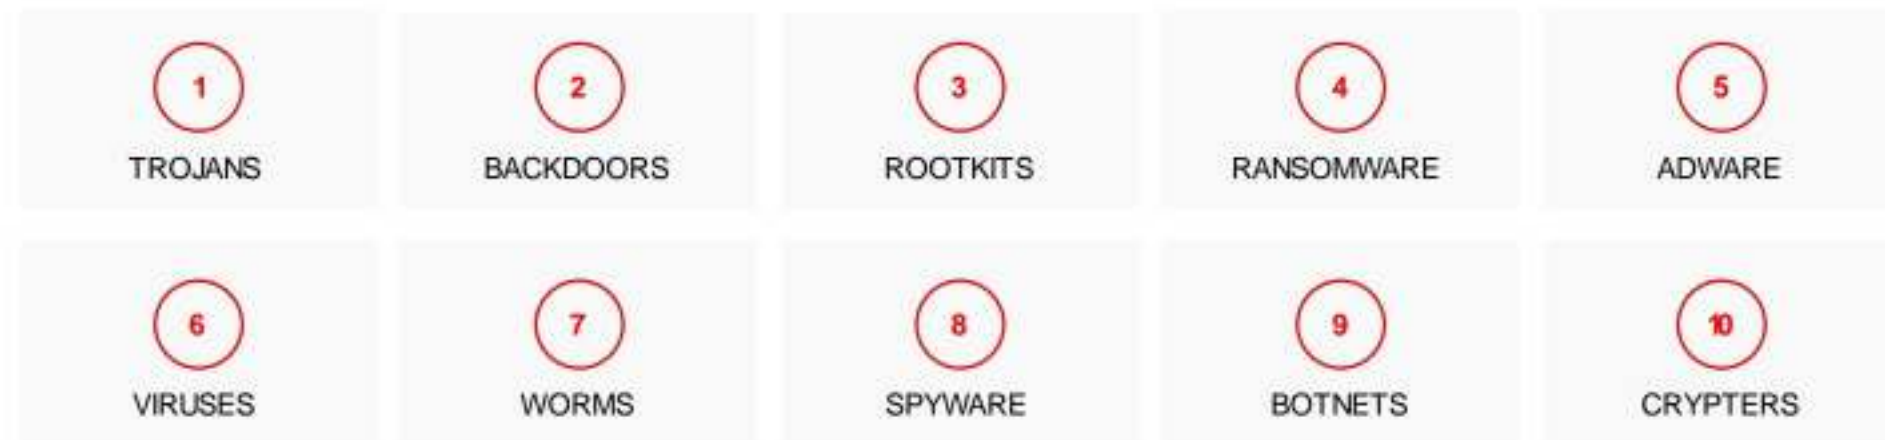 1 2 3 4 5
TROJANS BACKDOORS ROOTKITS RANSOMWARE ADWARE
6 7 8 9 10
VIRUSES WORMS SPYWARE BOTNETS CRYPTERS